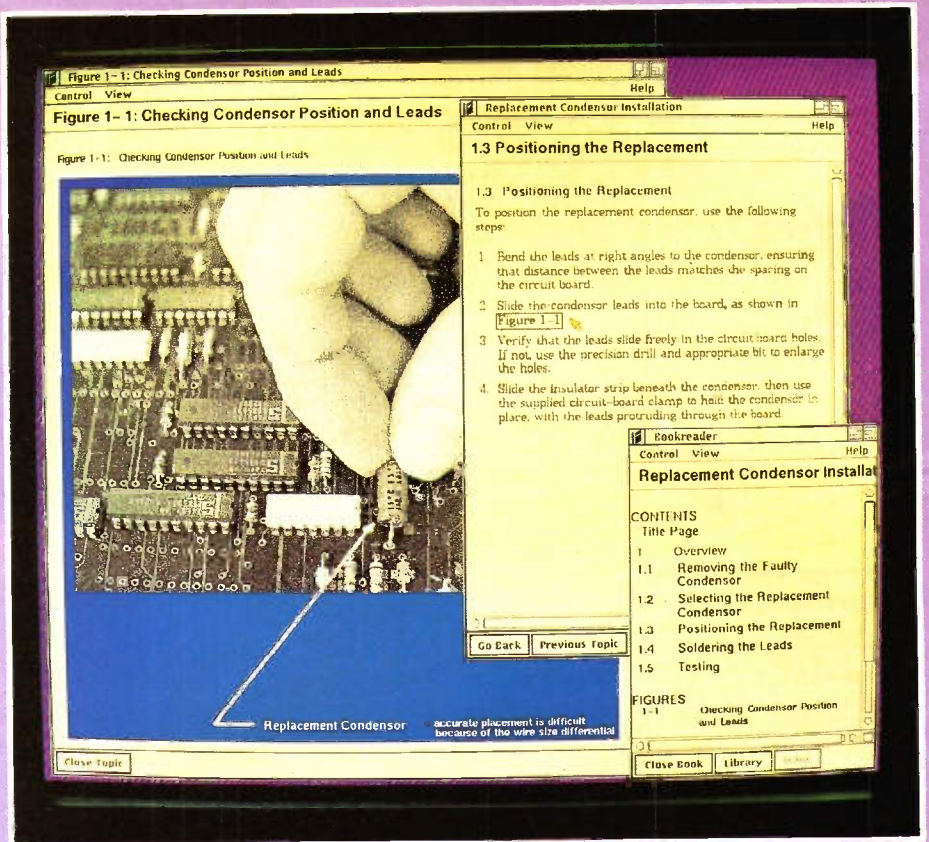 Figure 1-1: Checking Condensor Position and Leads
Control View Help
Figure 1-1: Checking Condensor Position and Leads
Figure 1-1: Checking Condensor Position and Leads
Replacement Condensor
accurate placement is difficult
because of the wire size differential
Close Topic
Replacement Condensor Installation
Control View Help
1.3 Positioning the Replacement
1.3 Positioning the Replacement
To position the replacement condensor, use the following
steps:
1 Bend the leads at right angles to the condensor, ensuring
that distance between the leads matches the spacing on
the circuit board.
2 Slide the condensor leads into the board, as shown in
Figure 1-1
3 Verify that the leads slide freely in the circuit board holes.
If not, use the precision drill and appropriate bit to enlarge
the holes.
4. Slide the insulator strip beneath the condensor, then use
the supplied circuit-board clamp to hold the condensor in
place, with the leads protruding through the board
Go Back Previous Topic
Bookreader
Control View Help
Replacement Condensor Installat
CONTENTS
Title Page
1 Overview
1.1 Removing the Faulty
Condensor
1.2 Selecting the Replacement
Condensor
1.3 Positioning the Replacement
1.4 Soldering the Leads
1.5 Testing
FIGURES
1-1 Checking Condensor Position
and Leads
Close Book Library